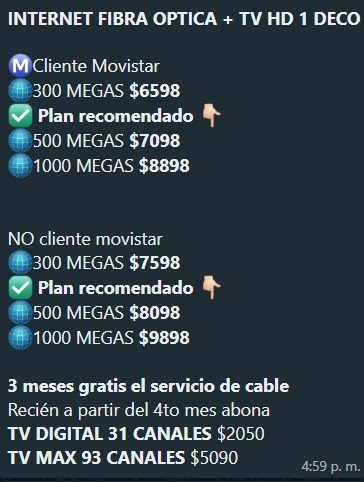 INTERNET FIBRA OPTICA + TV HD 1 DECO
Ⓜ️Cliente Movistar
🌐300 MEGAS $6598
✅ Plan recomendado 👇🏼
🌐500 MEGAS $7098
🌐1000 MEGAS $8898
NO cliente movistar
🌐300 MEGAS $7598
✅ Plan recomendado 👇🏼
🌐500 MEGAS $8098
🌐1000 MEGAS $9898
3 meses gratis el servicio de cable
Recién a partir del 4to mes abona
TV DIGITAL 31 CANALES $2050
TV MAX 93 CANALES $5090
4:59 p. m.